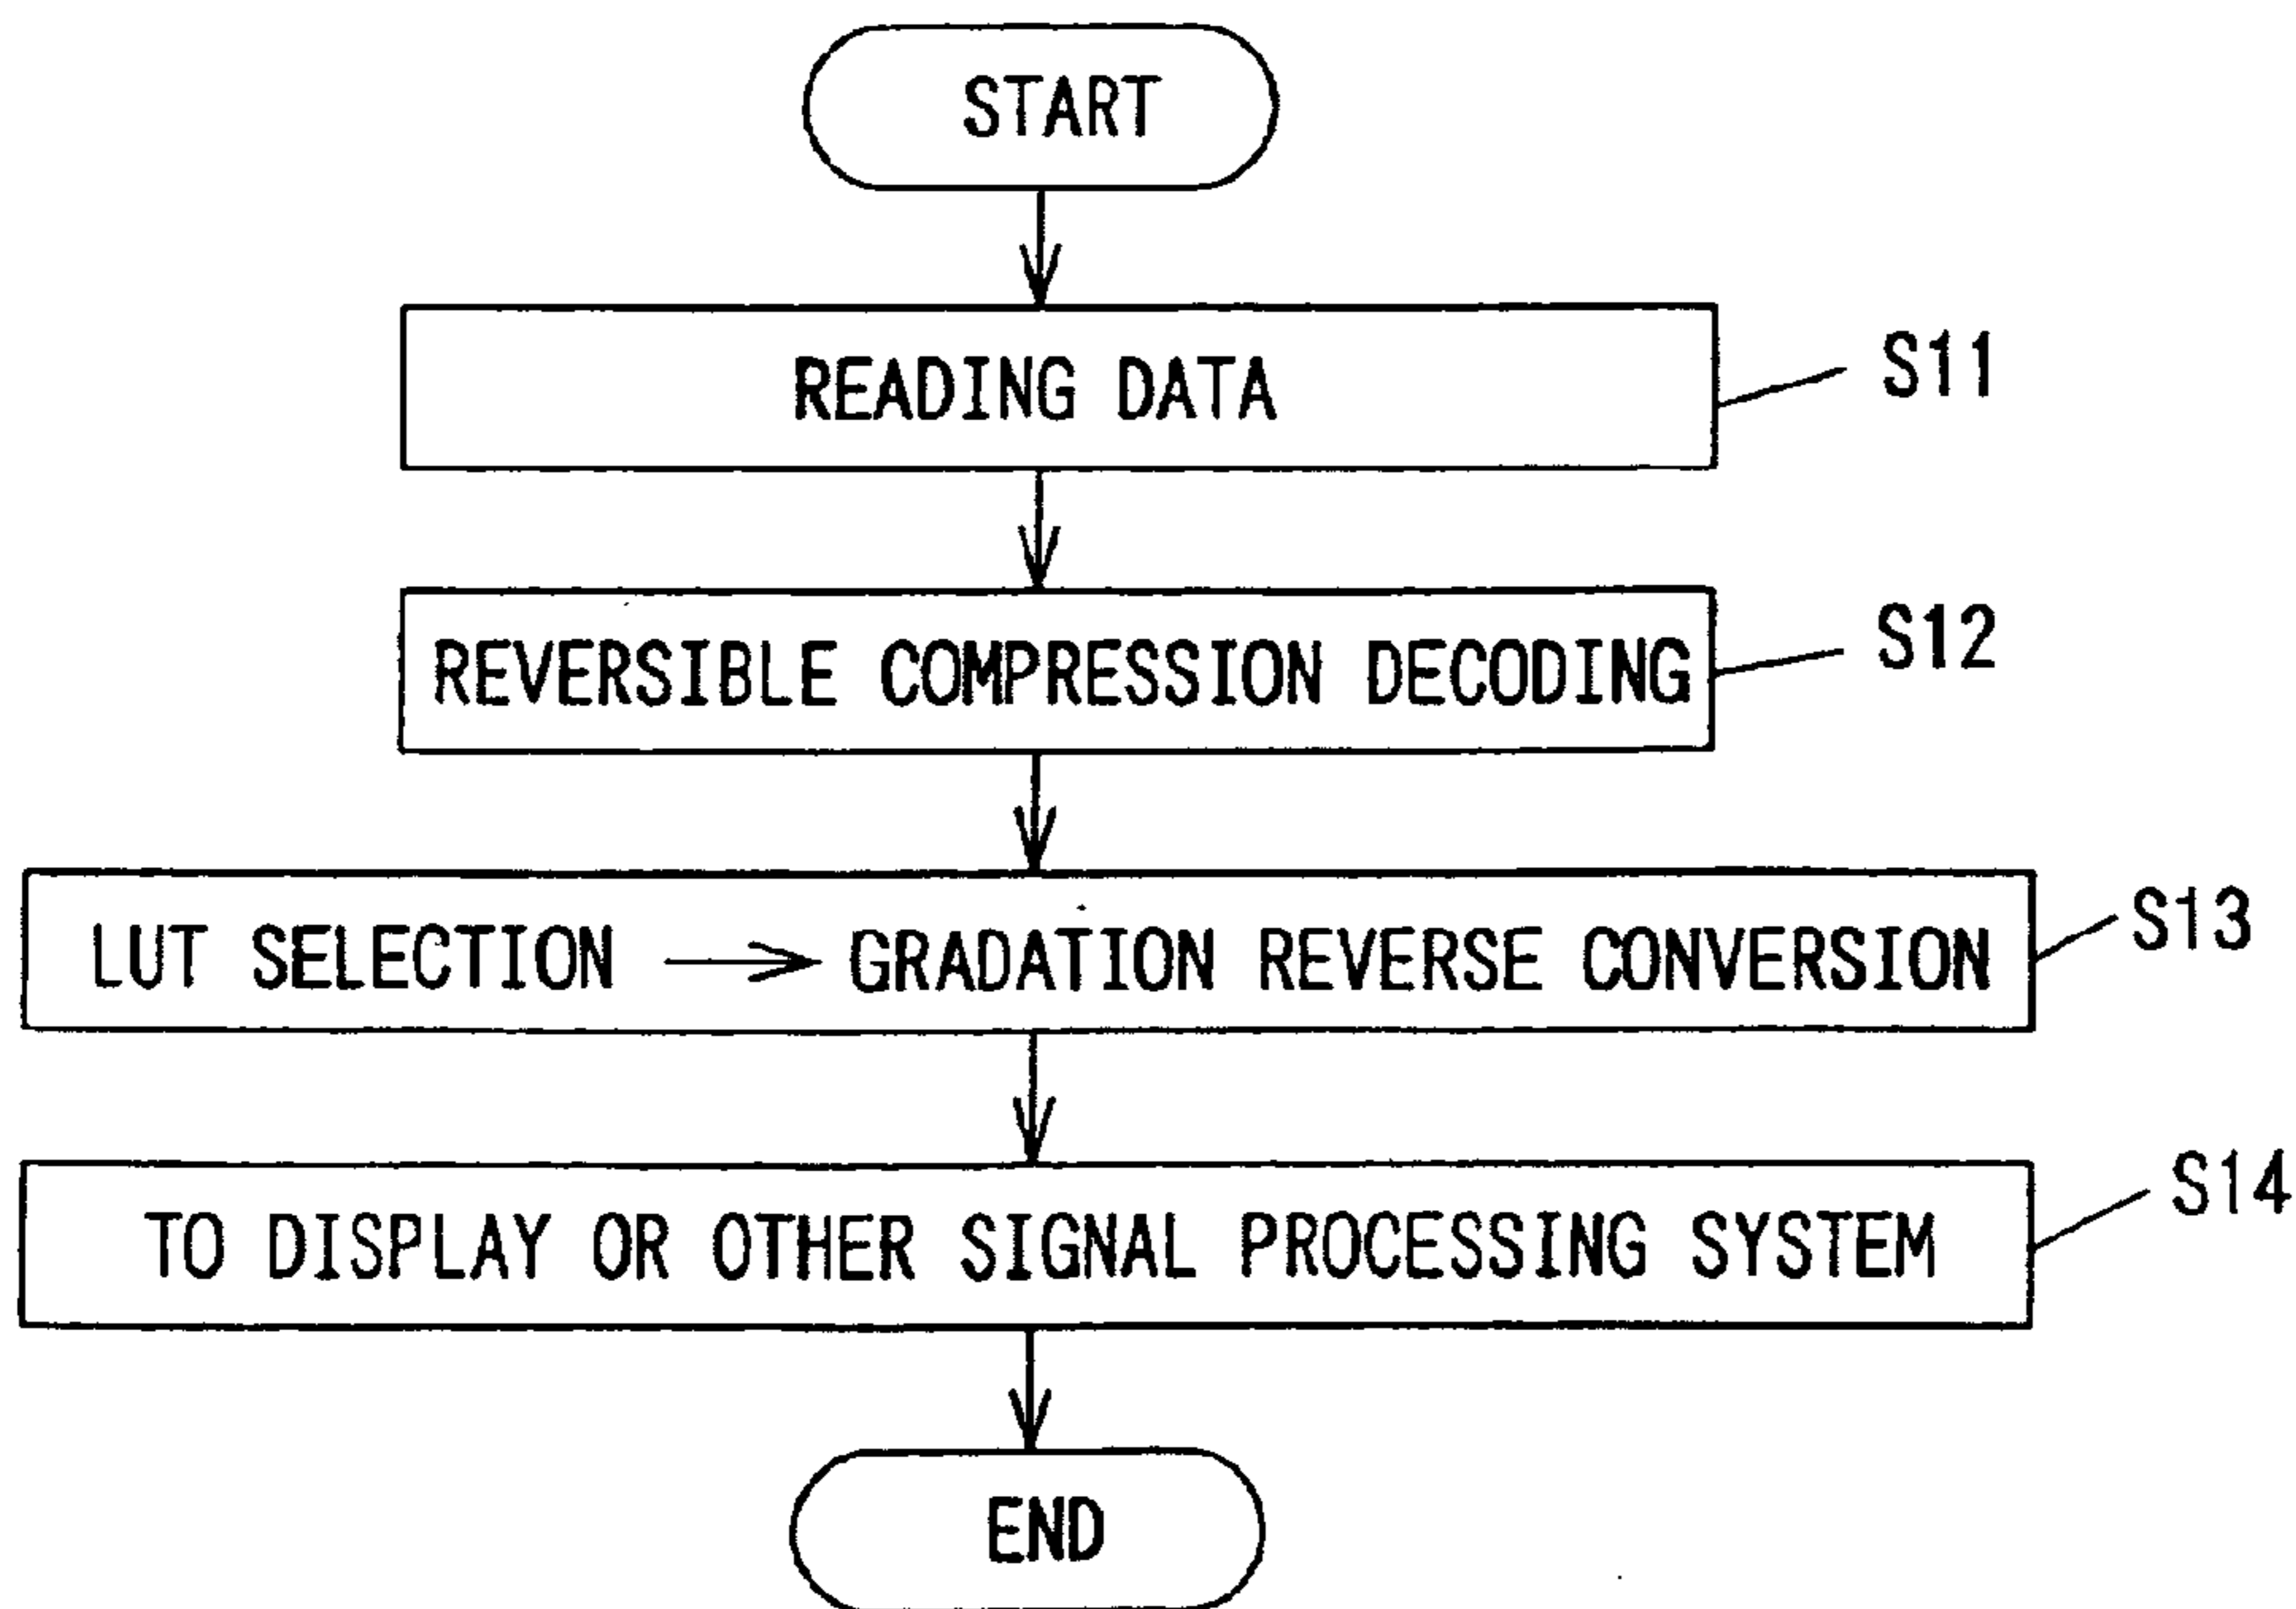 START
READING DATA
S11
REVERSIBLE COMPRESSION DECODING
S12
LUT SELECTION → GRADATION REVERSE CONVERSION
S13
TO DISPLAY OR OTHER SIGNAL PROCESSING SYSTEM
S14
END